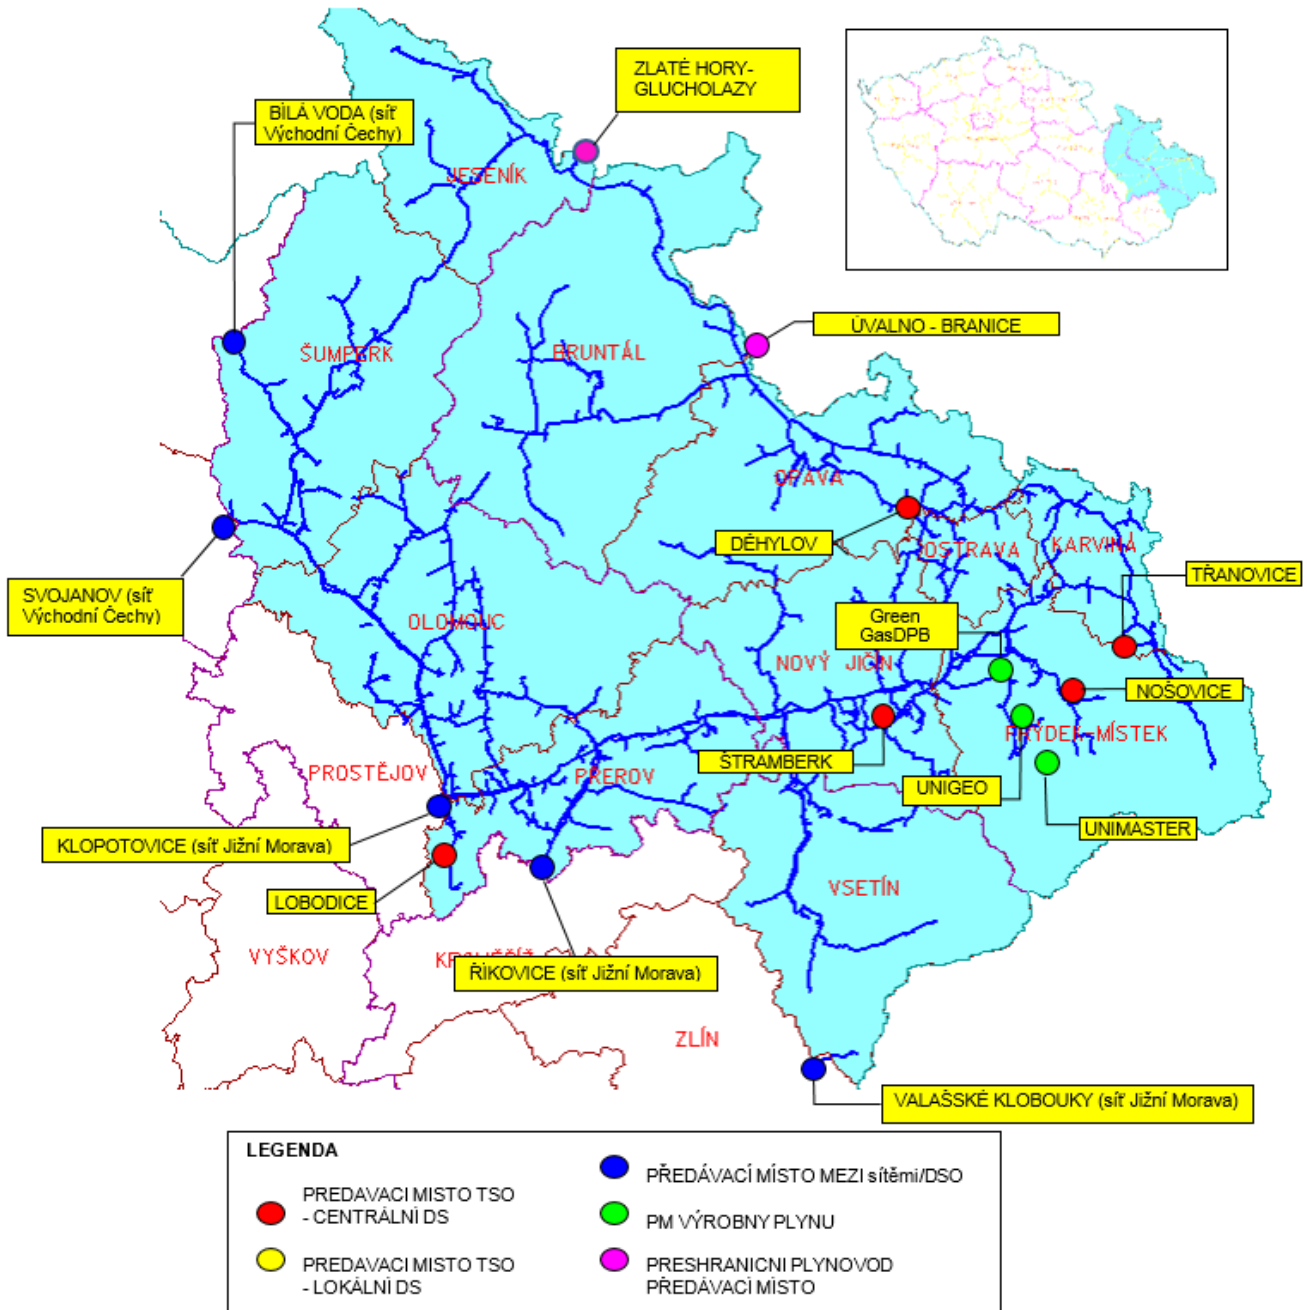 ZLATÉ HORY-
GLUCHOLAZY
BÍLÁ VODA (síť
Východní Čechy)
JESENÍK
ÚVALNO - BRANICE
ŠUMPERK
BRUNTÁL
OPAVA
DĚHYLOV
OSTRAVA
KARVINÁ
TŘANOVICE
SVOJANOV (síť
Východní Čechy)
OLOMOUC
Green
GasDPB
NOVÝ JIČÍN
NOŠOVICE
FRÝDEK-MÍSTEK
ŠTRAMBERK
UNIGEO
PROSTĚJOV
PŘEROV
UNIMASTER
KLOPOTOVICE (síť Jižní Morava)
LOBODICE
VSETÍN
VYŠKOV
ŘÍKOVICE (síť Jižní Morava)
ZLÍN
VALAŠSKÉ KLOBOUKY (síť Jižní Morava)
LEGENDA
PREDAVACI MISTO TSO
- CENTRÁLNÍ DS
PREDAVACI MISTO TSO
- LOKÁLNÍ DS
PŘEDÁVACÍ MÍSTO MEZI sítěmi/DSO
PM VÝROBNY PLYNU
PRESHRANICNI PLYNOVOD
PŘEDÁVACÍ MÍSTO